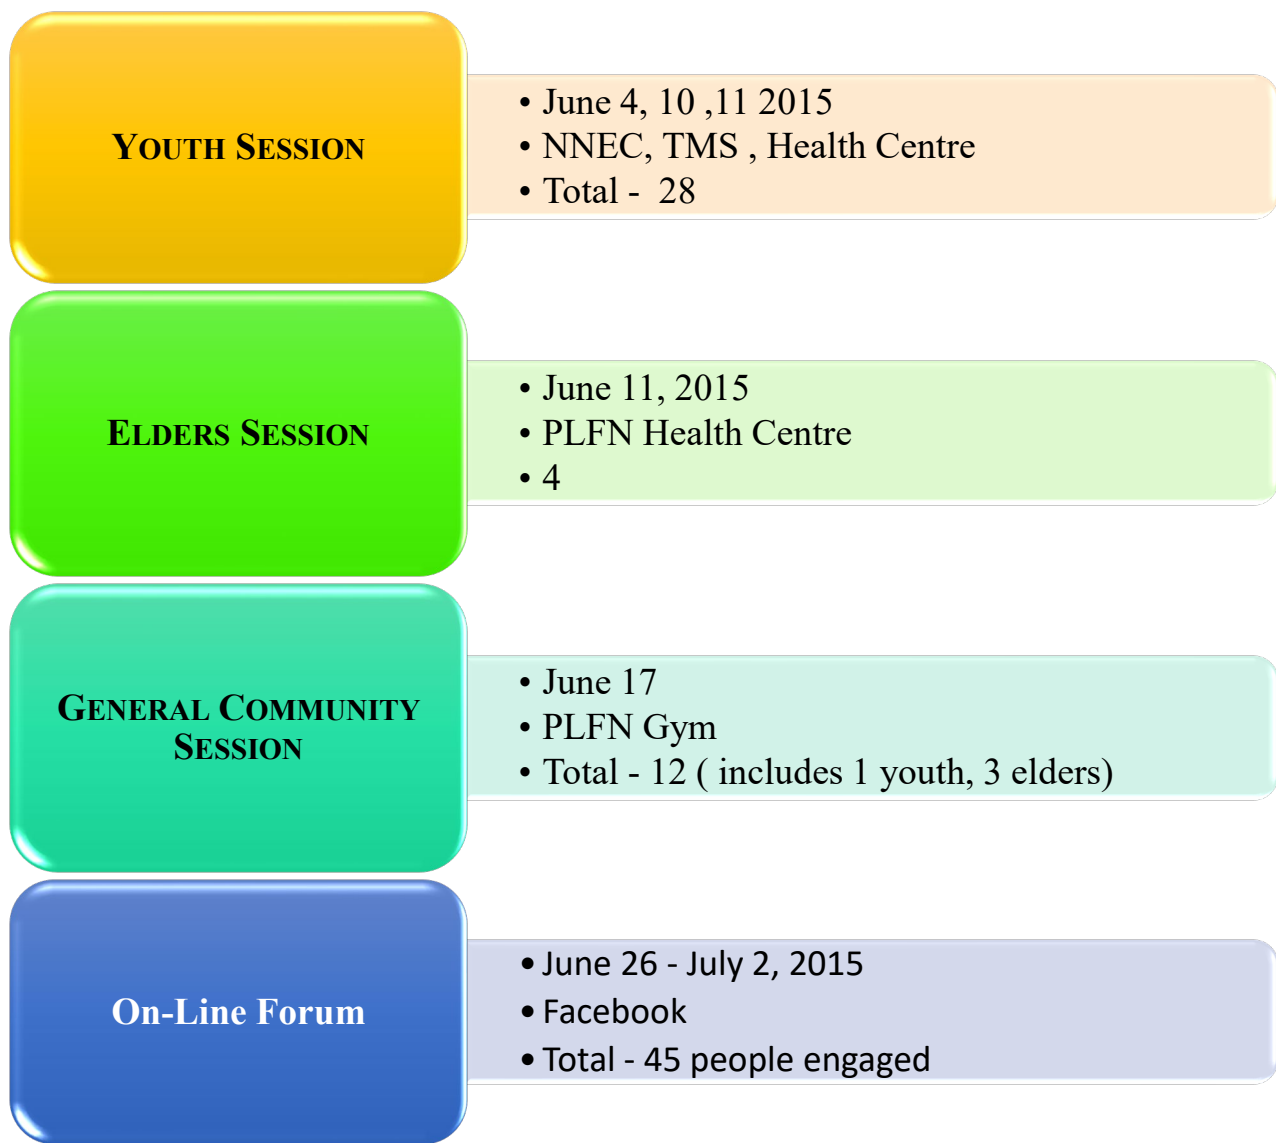 YOUTH SESSION
• June 4, 10 ,11 2015
• NNEC, TMS , Health Centre
• Total -  28
ELDERS SESSION
• June 11, 2015
• PLFN Health Centre
• 4
GENERAL COMMUNITY
SESSION
• June 17
• PLFN Gym
• Total - 12 ( includes 1 youth, 3 elders)
On-Line Forum
• June 26 - July 2, 2015
• Facebook
• Total - 45 people engaged